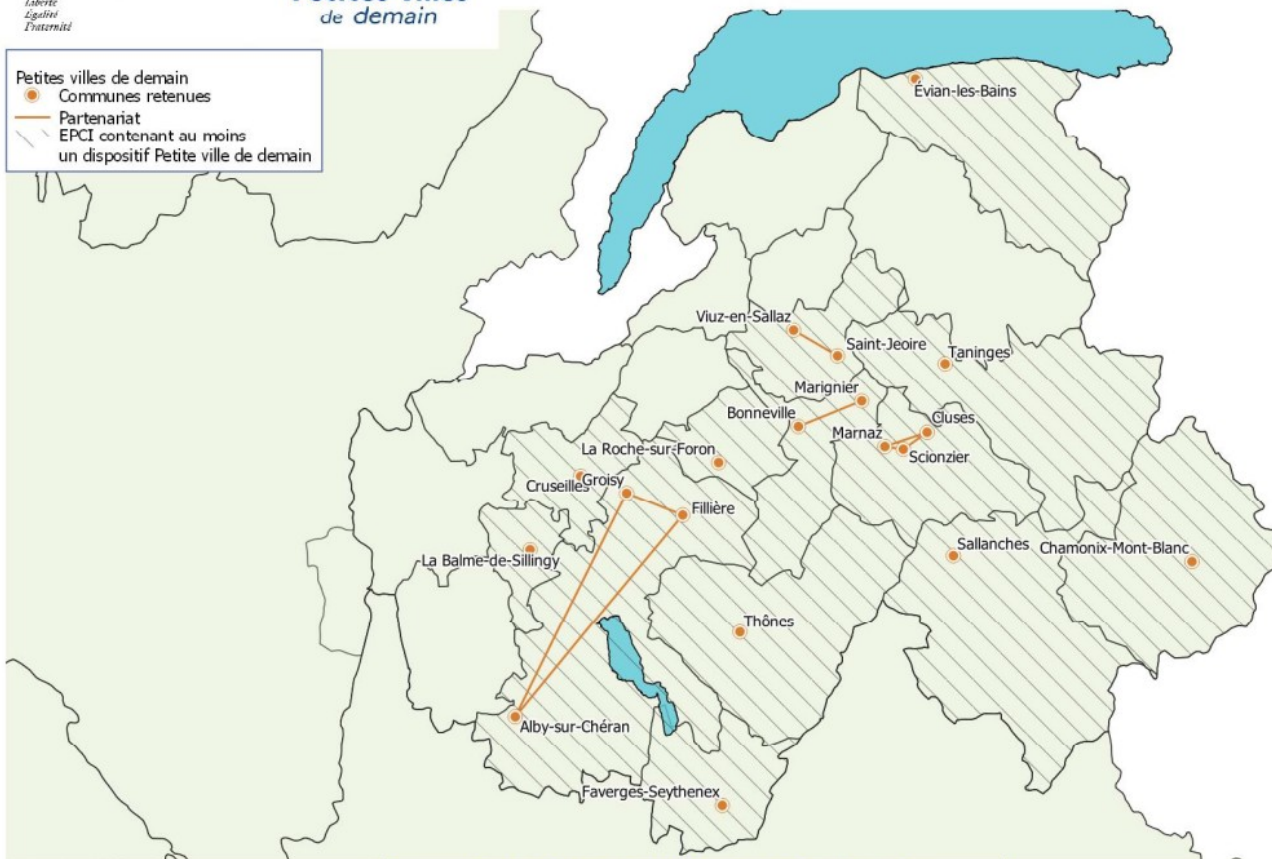 Liberté
Égalité
Fraternité
Petites villes
de demain
Petites villes de demain
Communes retenues
Partenariat
EPCI contenant au moins
un dispositif Petite ville de demain
Évian-les-Bains
Viuz-en-Sallaz
Saint-Jeoire
Taninges
Marignier
Bonneville
Cluses
Marnaz
La Roche-sur-Foron
Scionzier
Cruseilles
Groisy
Fillière
Sallanches
Chamonix-Mont-Blanc
La Balme-de-Sillingy
Thônes
Alby-sur-Chéran
Faverges-Seythenex